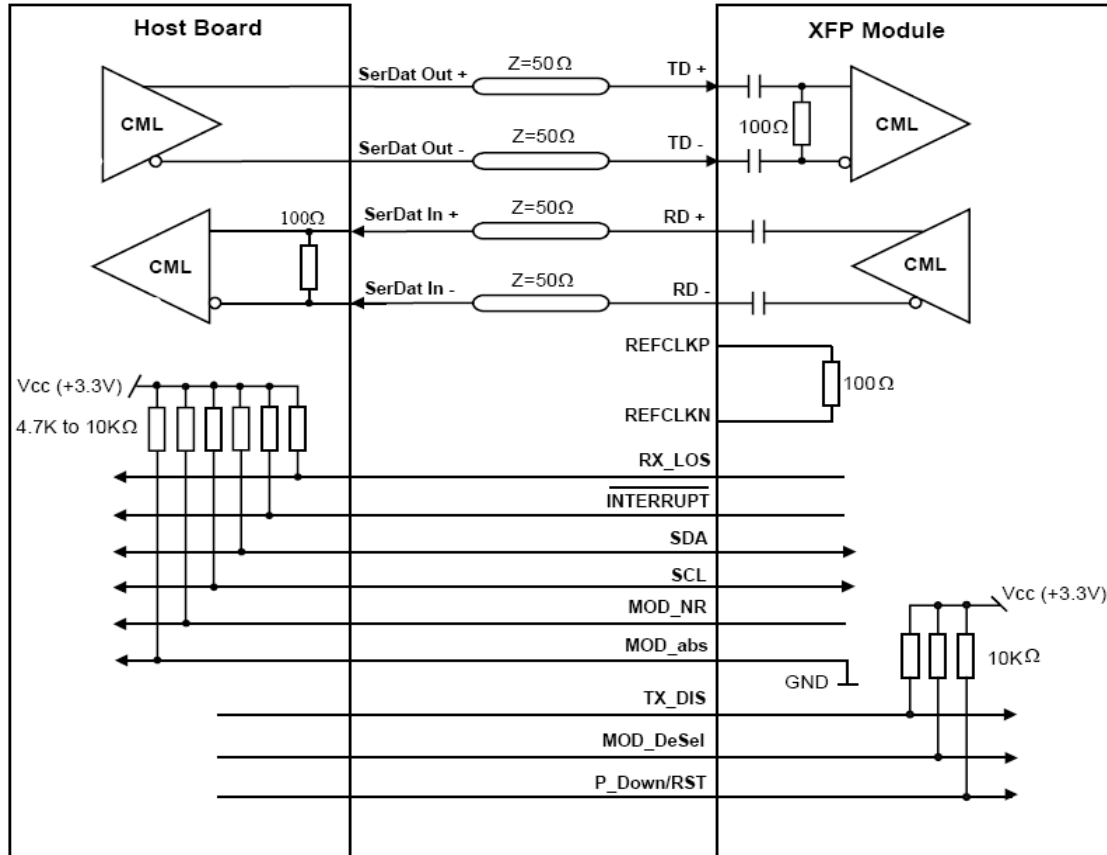 Host Board
XFP Module
SerDat Out +
Z=50Ω
TD +
CML
100Ω
CML
SerDat Out -
Z=50Ω
TD -
100Ω
SerDat In +
Z=50Ω
RD +
CML
CML
SerDat In -
Z=50Ω
RD -
REFCLKP
100Ω
REFCLKN
Vcc (+3.3V)
4.7K to 10KΩ
RX_LOS
INTERRUPT
SDA
SCL
MOD_NR
Vcc (+3.3V)
MOD_abs
10KΩ
GND
TX_DIS
MOD_DeSel
P_Down/RST